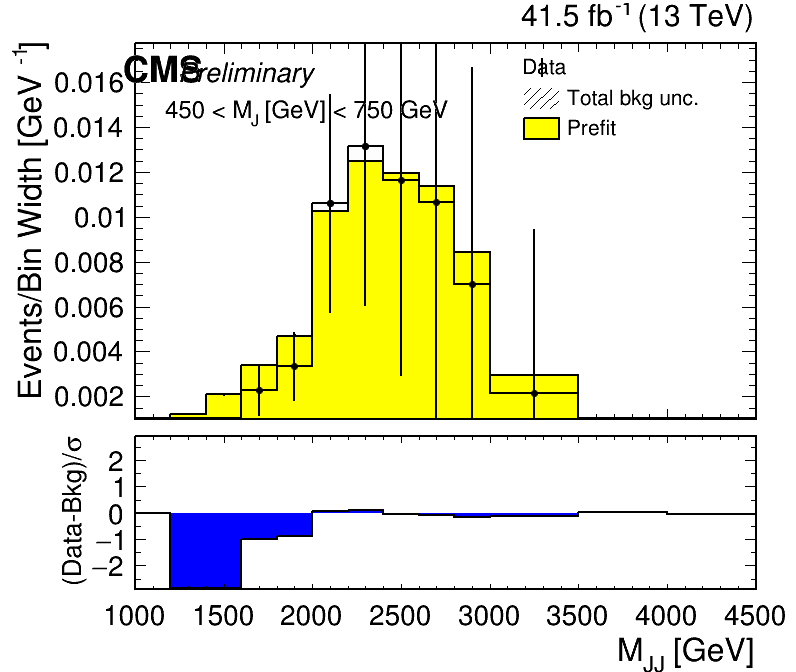 41.5 fb⁻¹ (13 TeV)
CMS Preliminary
450 < M_J [GeV] < 750 GeV
Data
Total bkg unc.
Prefit
Events/Bin Width [GeV⁻¹]
0.016
0.014
0.012
0.01
0.008
0.006
0.004
0.002
(Data-Bkg)/σ
2
1
0
−1
−2
1000 1500 2000 2500 3000 3500 4000 4500
M_JJ [GeV]